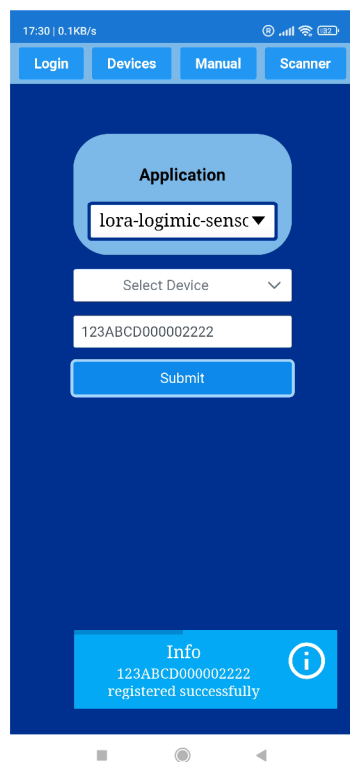 17:30 | 0.1KB/s
Login Devices Manual Scanner
Application
lora-logimic-senso
Select Device
123ABCD000002222
Submit
Info
123ABCD000002222
registered successfully